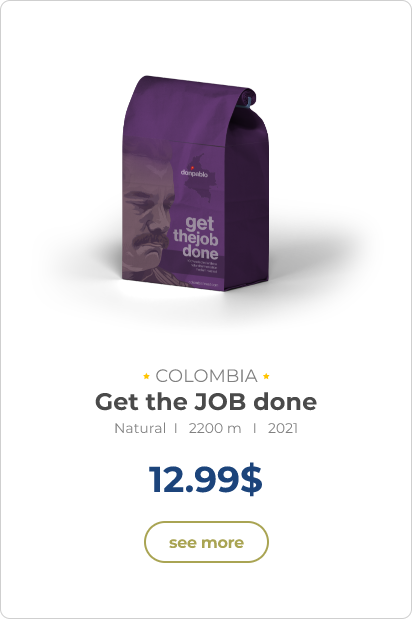 donpablo
get
thejob
done
COLOMBIA
Get the JOB done
Natural I 2200 m I 2021
12.99$
see more